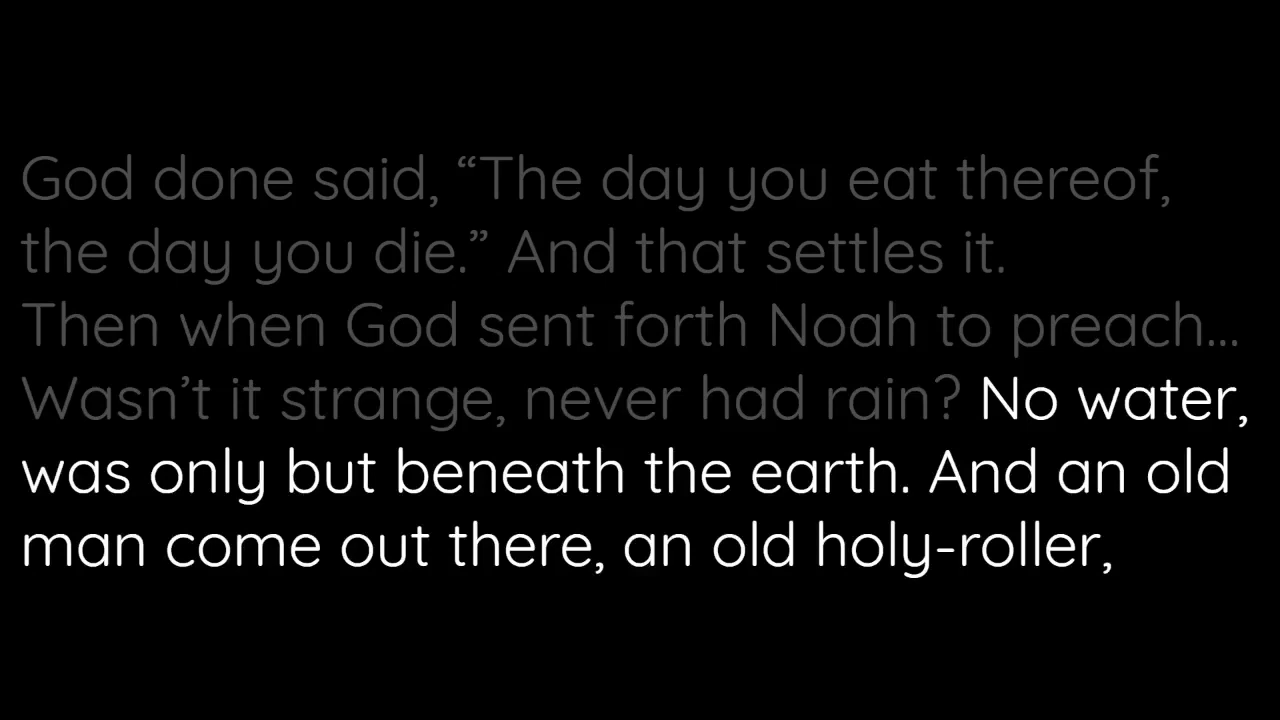 God done said, “The day you eat thereof,
the day you die.” And that settles it.
Then when God sent forth Noah to preach...
Wasn’t it strange, never had rain? No water,
was only but beneath the earth. And an old
man come out there, an old holy-roller,